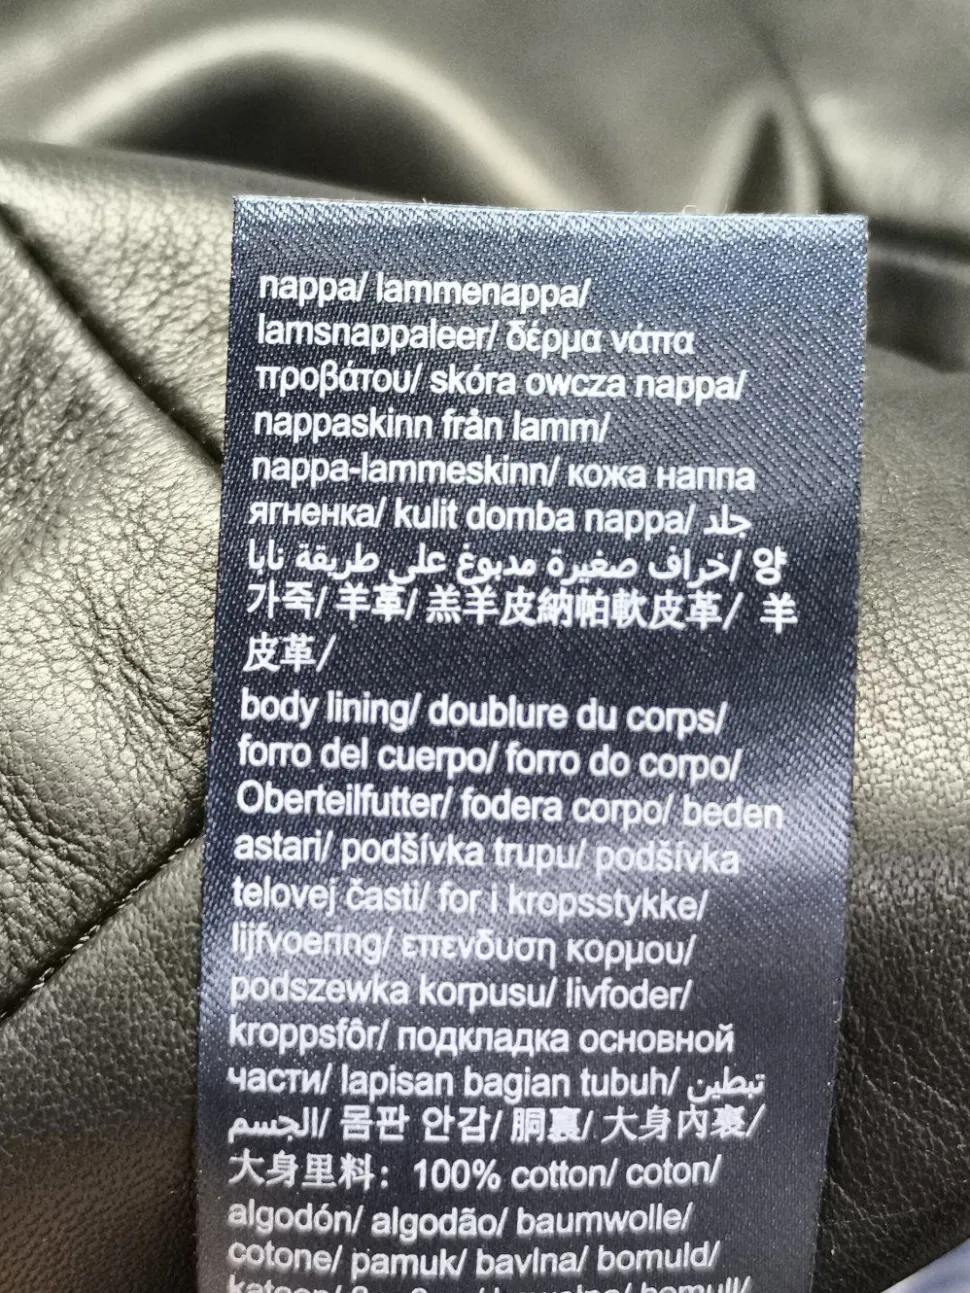 nappa/ lammenappa/
lamsnappaleer/ δέρμα νάπα
προβάτου/ skóra owcza nappa/
nappaskinn från lamm/
nappa-lammeskinn/ кожа наппа
ягненка/ kulit domba nappa/ جلد
خراف صغيرة مدبوغ على طريقة نابا/ 양
가죽/ 羊革/ 羔羊皮納帕軟皮革/ 羊
皮革/
body lining/ doublure du corps/
forro del cuerpo/ forro do corpo/
Oberteilfutter/ fodera corpo/ beden
astari/ podšívka trupu/ podšívka
telovej časti/ for i kropsstykke/
lijfvoering/ επενδυση κορμου/
podszewka korpusu/ livfoder/
kroppsfôr/ подкладка основной
части/ lapisan bagian tubuh/ تبطين
الجسم/ 몸판 안감/ 胴裏/ 大身內裏/
大身里料： 100% cotton/ coton/
algodón/ algodão/ baumwolle/
cotone/ pamuk/ bavlna/ bomuld/